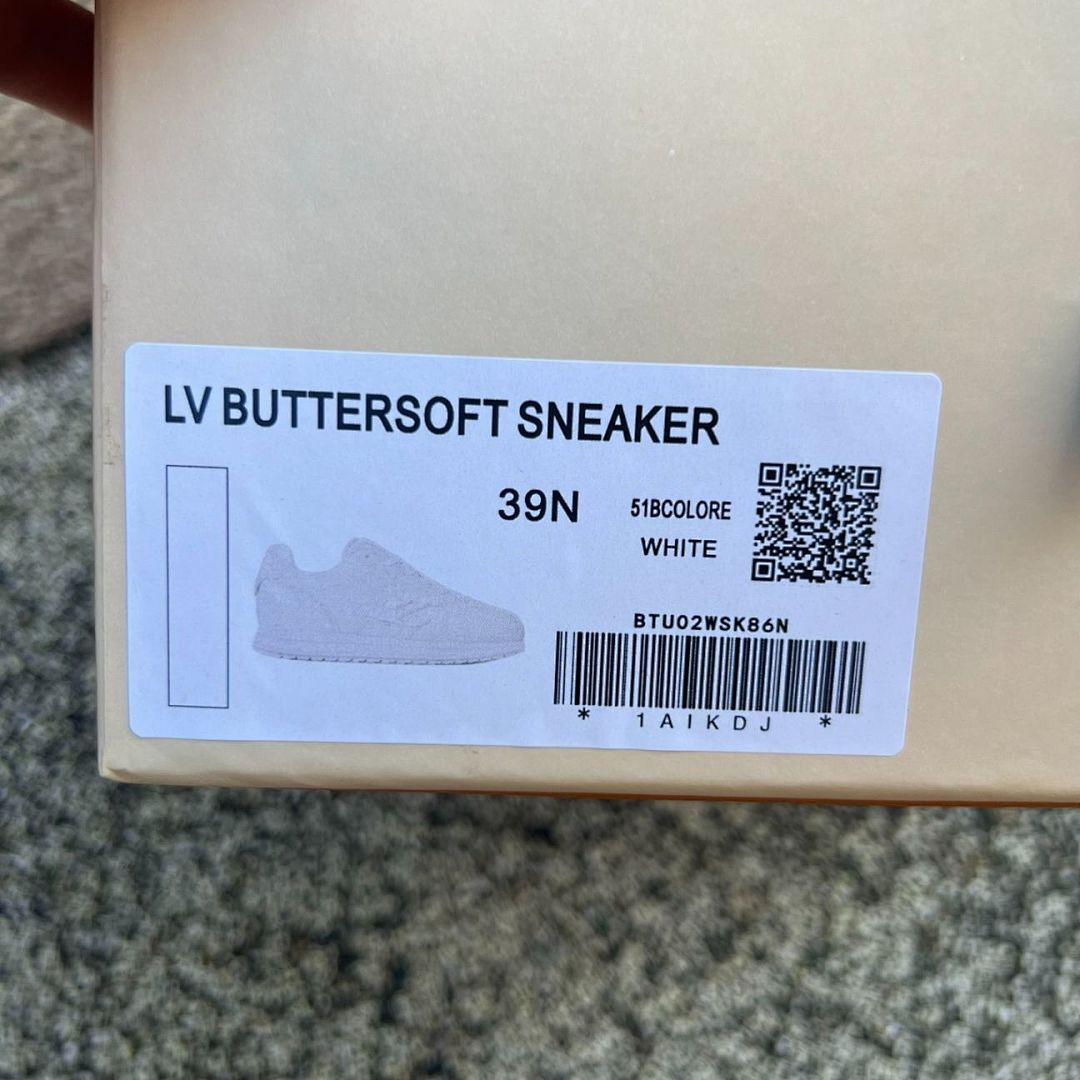 LV BUTTERSOFT SNEAKER
39N
51BCOLORE
WHITE
BTU02WSK86N
* 1AIKDJ *